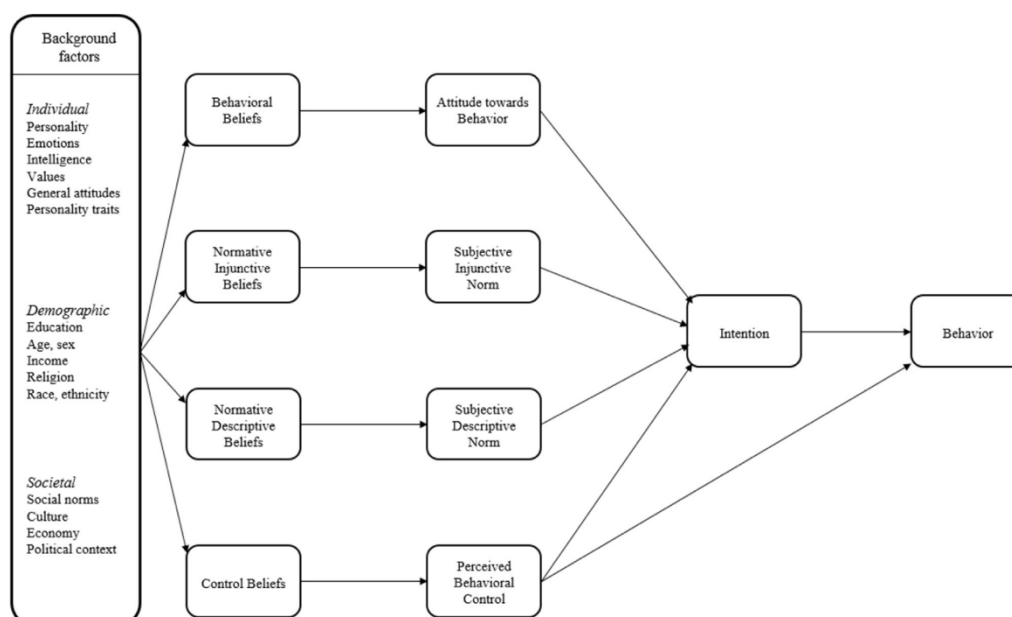 Background
factors
Individual
Personality
Emotions
Intelligence
Values
General attitudes
Personality traits
Demographic
Education
Age, sex
Income
Religion
Race, ethnicity
Societal
Social norms
Culture
Economy
Political context
Behavioral
Beliefs
Normative
Injunctive
Beliefs
Normative
Descriptive
Beliefs
Control Beliefs
Attitude towards
Behavior
Subjective
Injunctive
Norm
Subjective
Descriptive
Norm
Perceived
Behavioral
Control
Intention
Behavior